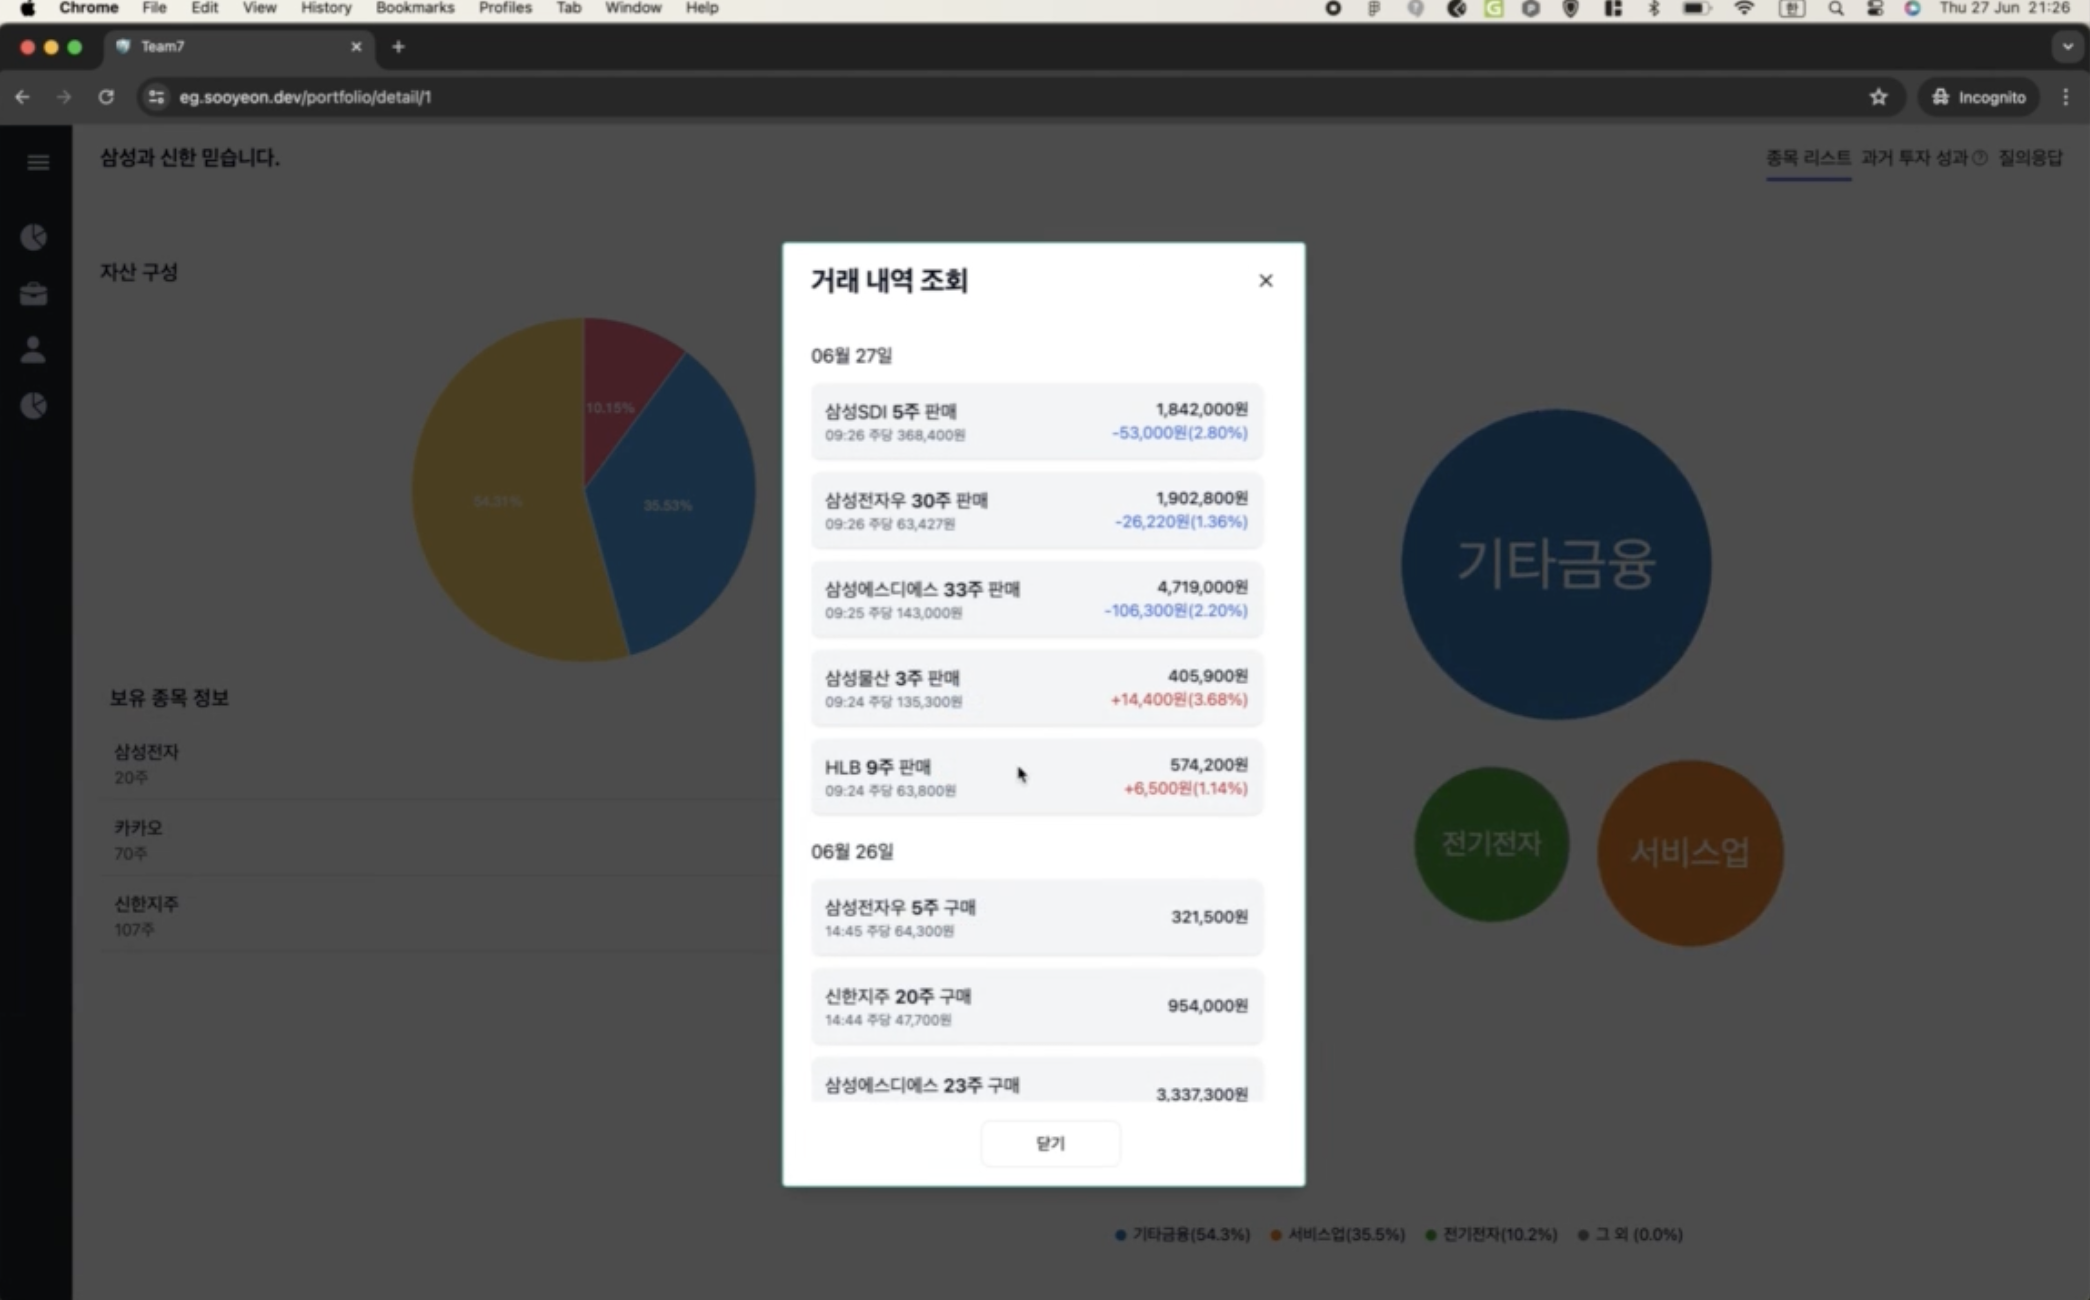 Chrome File Edit View History Bookmarks Profiles Tab Window Help
한
Thu 27 Jun 21:26
Team7
eg.sooyeon.dev/portfolio/detail/1
Incognito
삼성과 신한 믿습니다.
종목 리스트 과거 투자 성과 질의응답
자산 구성
10.15%
35.53%
54.31%
보유 종목 정보
삼성전자
20주
카카오
70주
신한지주
107주
거래 내역 조회
06월 27일
삼성SDI 5주 판매
1,842,000원
09:26 주당 368,400원
-53,000원(2.80%)
삼성전자우 30주 판매
1,902,800원
09:26 주당 63,427원
-26,220원(1.36%)
삼성에스디에스 33주 판매
4,719,000원
09:25 주당 143,000원
-106,300원(2.20%)
삼성물산 3주 판매
405,900원
09:24 주당 135,300원
+14,400원(3.68%)
HLB 9주 판매
574,200원
09:24 주당 63,800원
+6,500원(1.14%)
06월 26일
삼성전자우 5주 구매
321,500원
14:45 주당 64,300원
신한지주 20주 구매
954,000원
14:44 주당 47,700원
삼성에스디에스 23주 구매
3,337,300원
닫기
기타금융
전기전자
서비스업
기타금융(54.3%) 서비스업(35.5%) 전기전자(10.2%) 그 외 (0.0%)